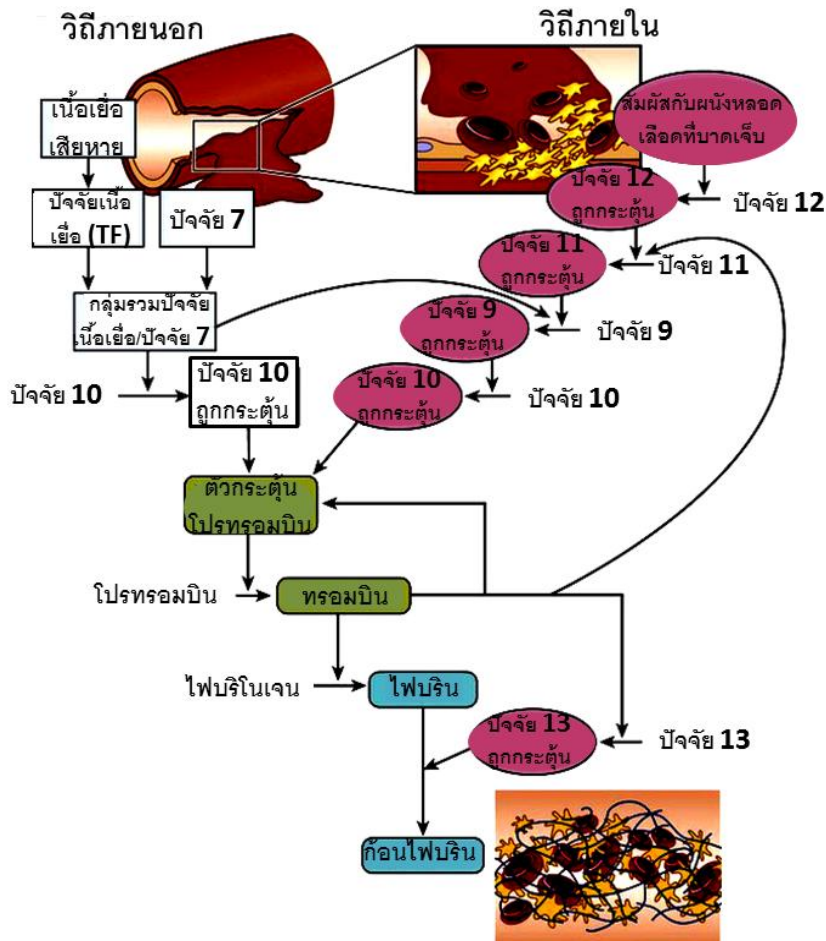 วิถีภายนอก
วิถีภายใน
เนื้อเยื่อ
เสียหาย
สัมผัสกับผนังหลอด
เลือดที่บาดเจ็บ
ปัจจัยเนื้อ
เยื่อ (TF)
ปัจจัย 7
ปัจจัย 12
ถูกกระตุ้น
ปัจจัย 12
ปัจจัย 11
ถูกกระตุ้น
ปัจจัย 11
กลุ่มรวมปัจจัย
เนื้อเยื่อ/ปัจจัย 7
ปัจจัย 9
ถูกกระตุ้น
ปัจจัย 9
ปัจจัย 10
ปัจจัย 10
ถูกกระตุ้น
ปัจจัย 10
ถูกกระตุ้น
ปัจจัย 10
ตัวกระตุ้น
โปรทรอมบิน
โปรทรอมบิน
ทรอมบิน
ไฟบริโนเจน
ไฟบริน
ปัจจัย 13
ถูกกระตุ้น
ปัจจัย 13
ก้อนไฟบริน